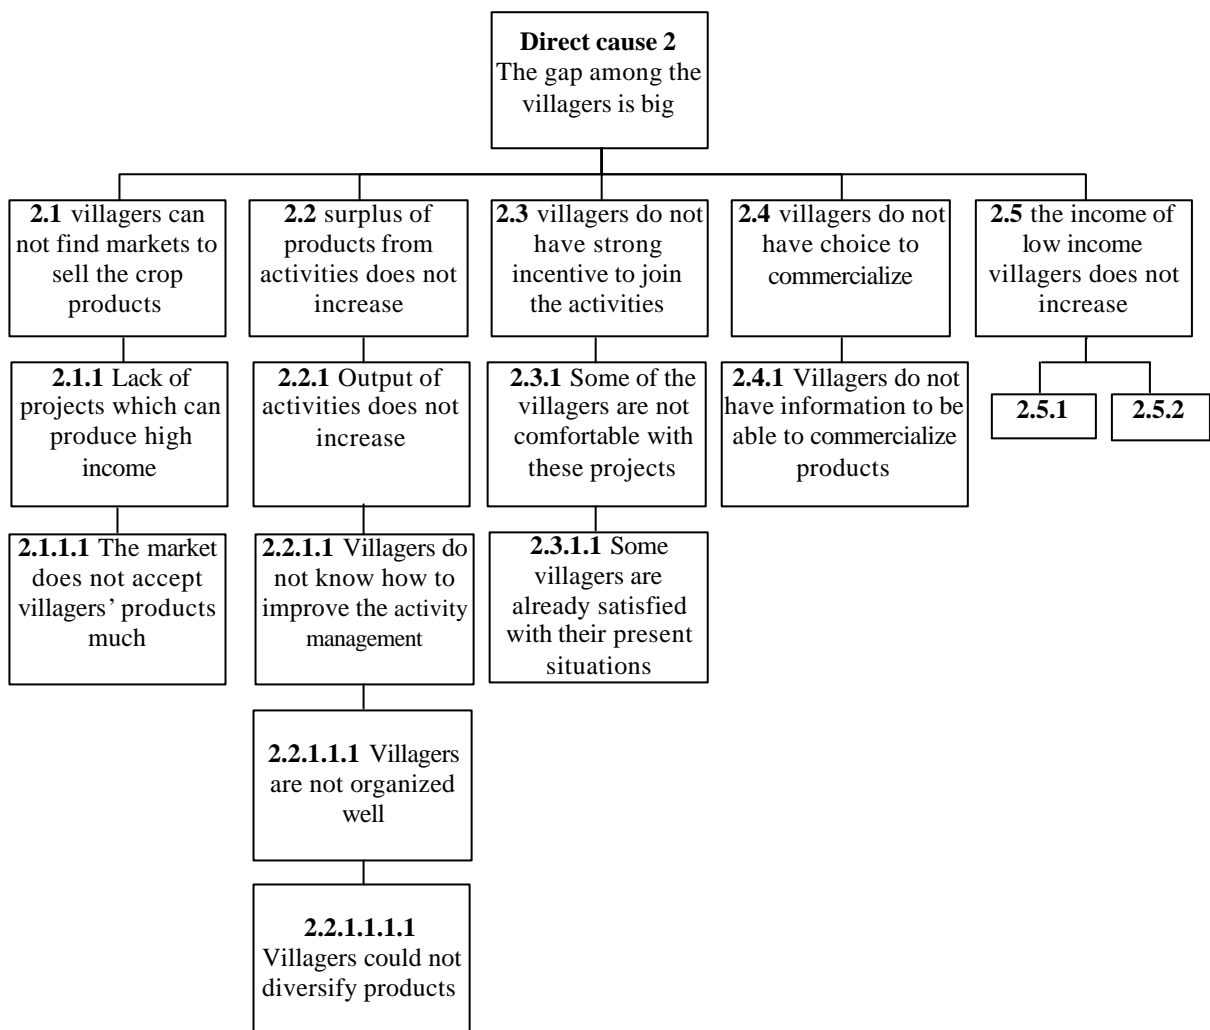 Direct cause 2
The gap among the
villagers is big
2.1 villagers can
not find markets to
sell the crop
products
2.2 surplus of
products from
activities does not
increase
2.3 villagers do not
have strong
incentive to join
the activities
2.4 villagers do not
have choice to
commercialize
2.5 the income of
low income
villagers does not
increase
2.1.1 Lack of
projects which can
produce high
income
2.2.1 Output of
activities does not
increase
2.3.1 Some of the
villagers are not
comfortable with
these projects
2.4.1 Villagers do not
have information to be
able to commercialize
products
2.5.1
2.5.2
2.1.1.1 The market
does not accept
villagers’ products
much
2.2.1.1 Villagers do
not know how to
improve the activity
management
2.3.1.1 Some
villagers are
already satisfied
with their present
situations
2.2.1.1.1 Villagers
are not organized
well
2.2.1.1.1.1
Villagers could not
diversify products